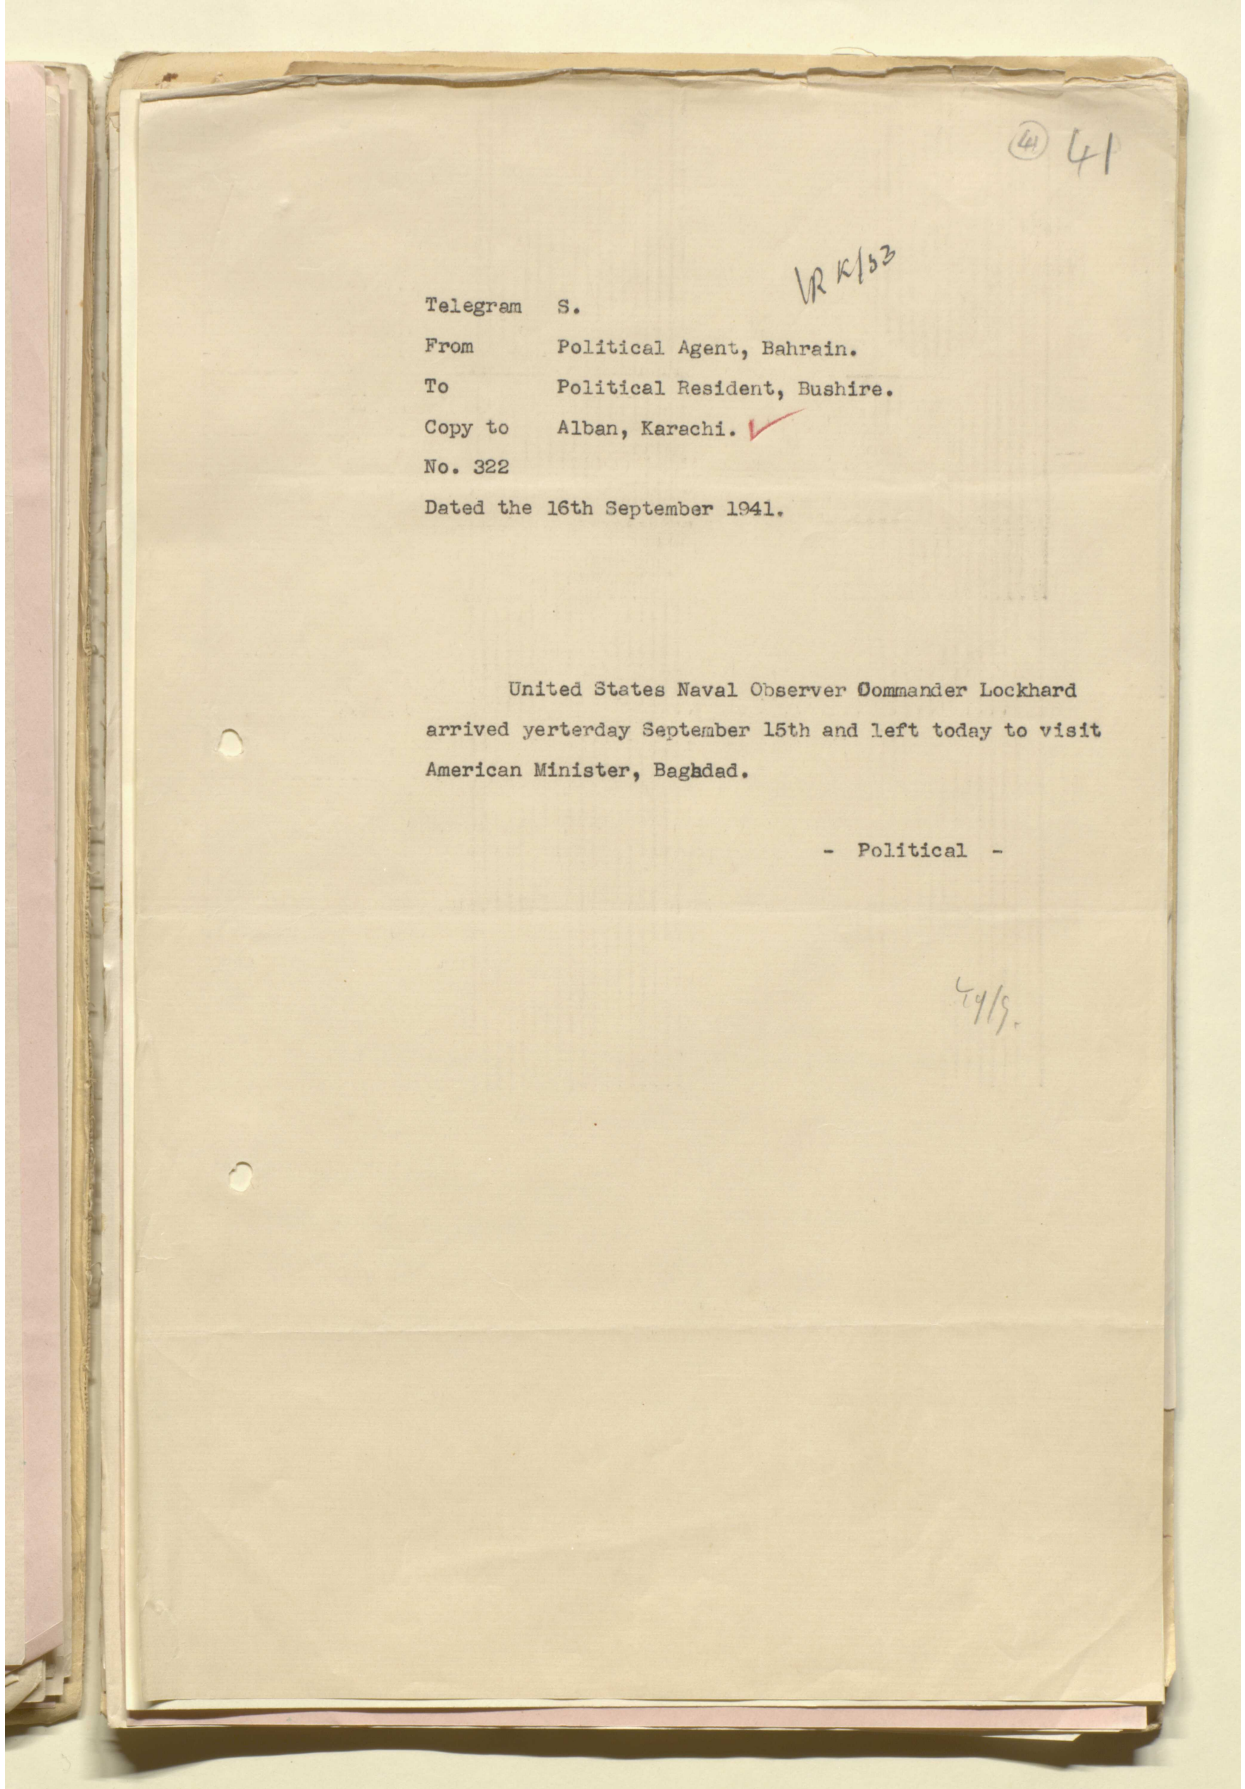 41 41
K/33
Telegram S.
From Political Agent, Bahrain.
To Political Resident, Bushire.
Copy to Alban, Karachi.
No. 322
Dated the 16th September 1941.
United States Naval Observer Commander Lockhard
arrived yerterday September 15th and left today to visit
American Minister, Baghdad.
- Political -